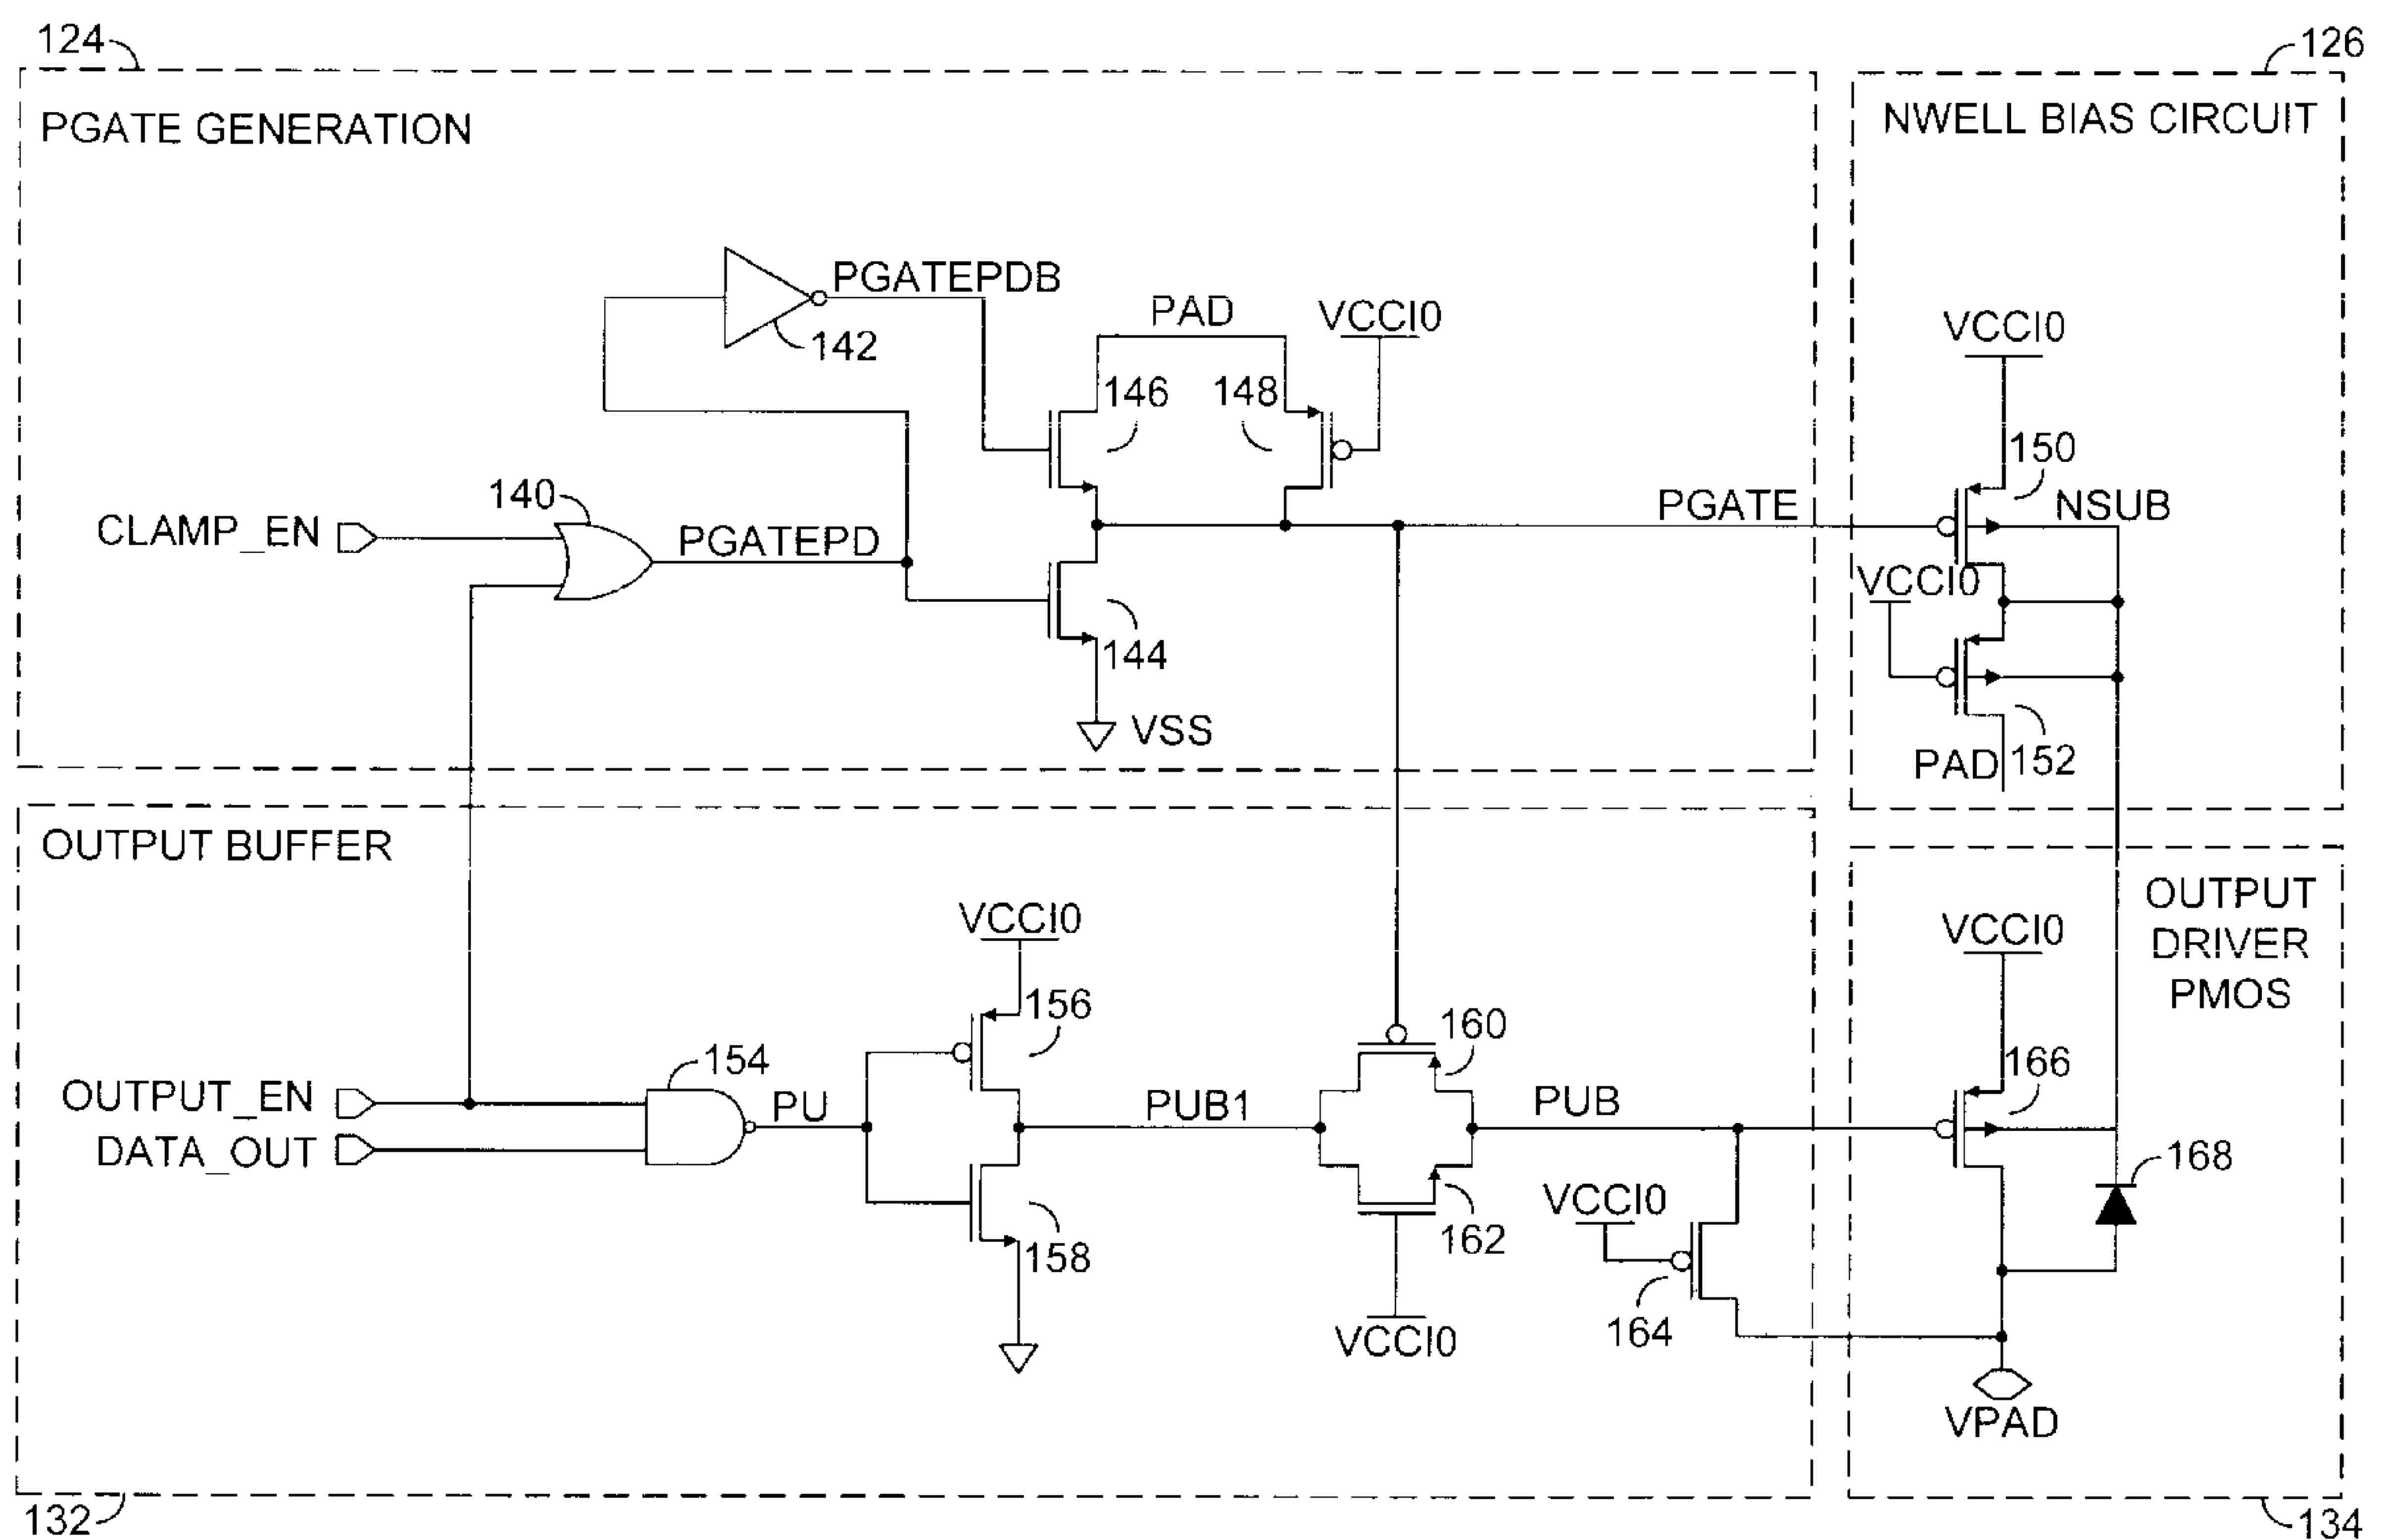 124
126
PGATE GENERATION
NWELL BIAS CIRCUIT
PGATEPDB
142
PAD
VCCI0
VCCI0
146
148
150
140
CLAMP_EN
PGATEPD
PGATE
NSUB
VCCI0
144
VSS
PAD
152
OUTPUT BUFFER
OUTPUT
DRIVER
PMOS
VCCI0
VCCI0
156
160
154
166
OUTPUT_EN
PU
PUB1
PUB
DATA_OUT
168
VCCI0
158
162
164
VCCI0
VPAD
132
134